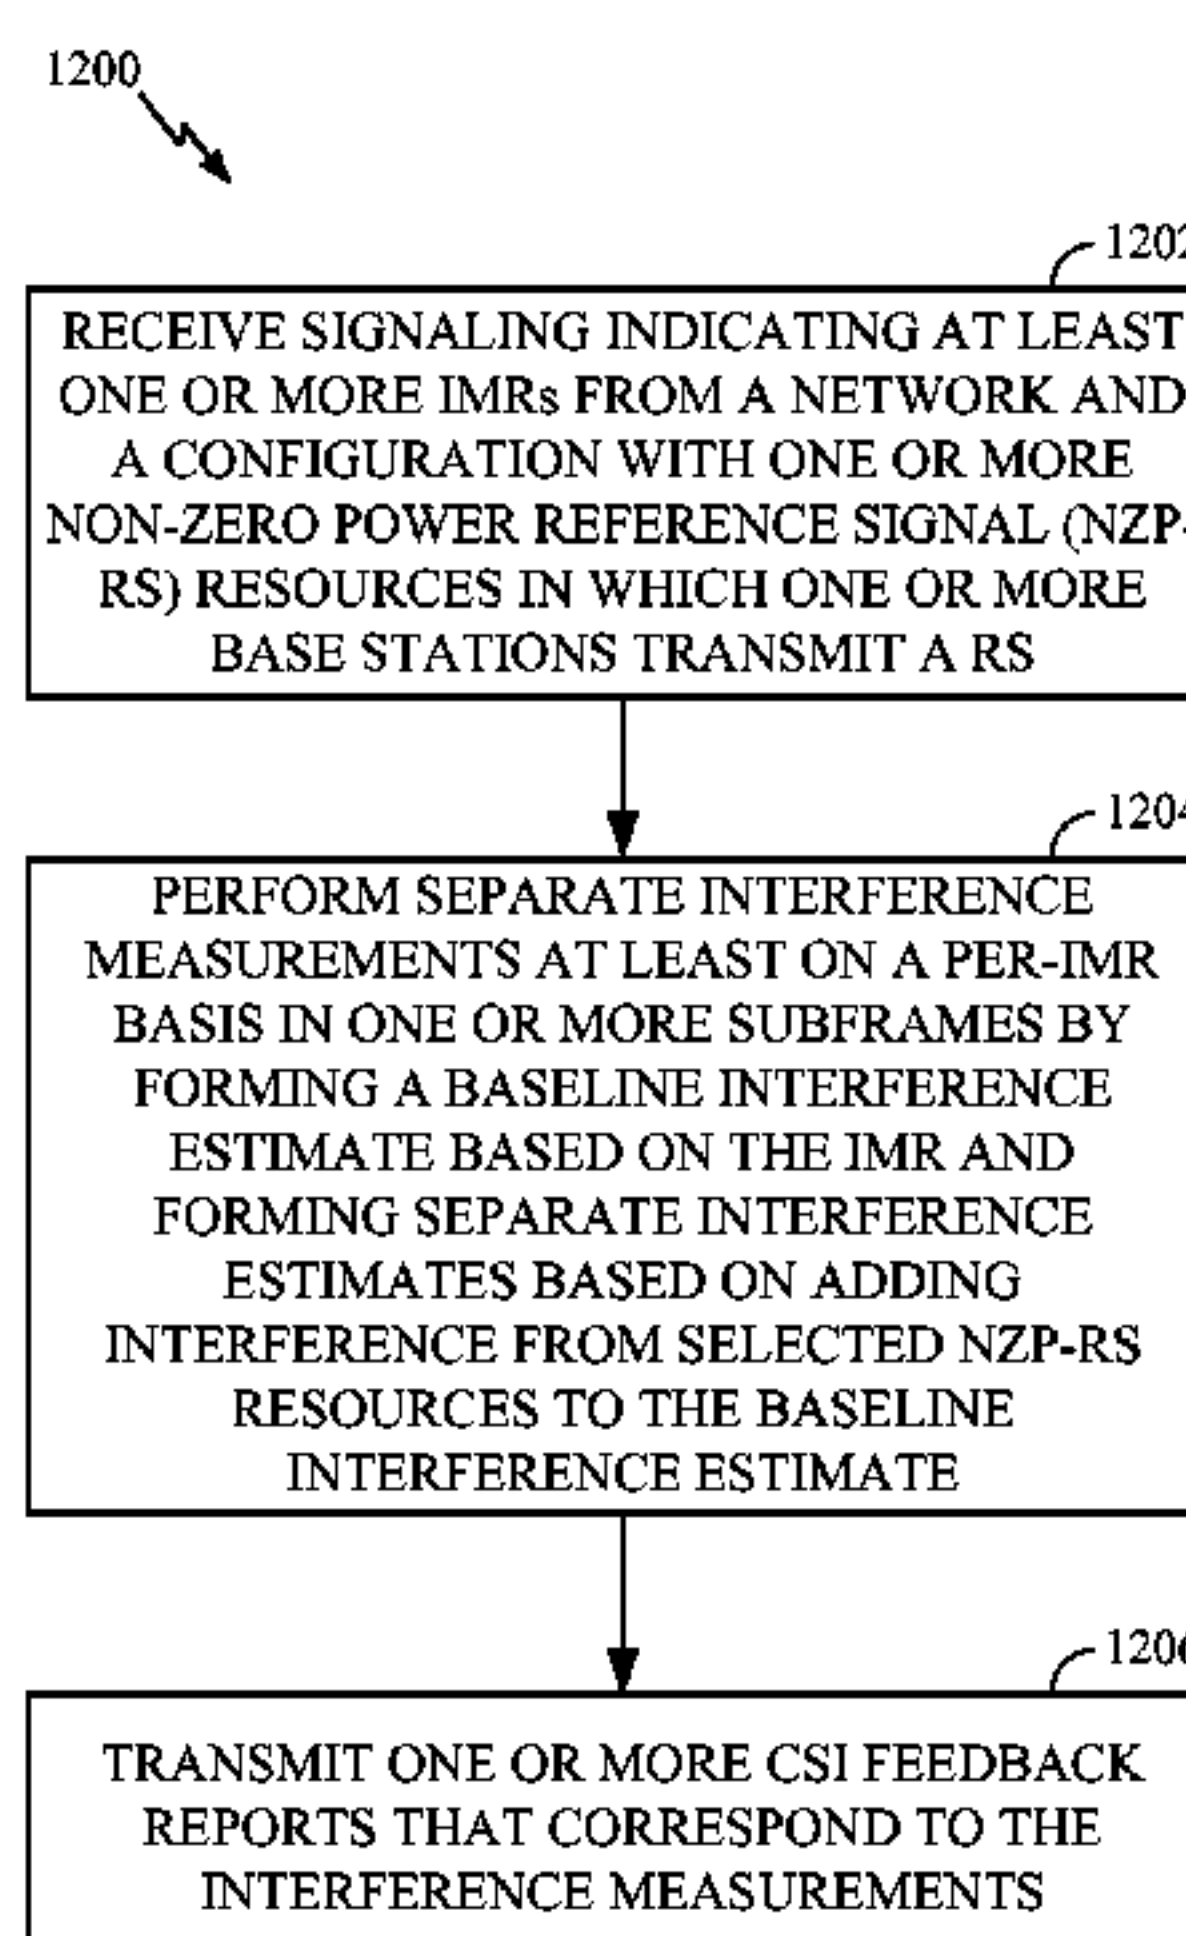 1200
1202
RECEIVE SIGNALING INDICATING AT LEAST
ONE OR MORE IMRs FROM A NETWORK AND
A CONFIGURATION WITH ONE OR MORE
NON-ZERO POWER REFERENCE SIGNAL (NZP-
RS) RESOURCES IN WHICH ONE OR MORE
BASE STATIONS TRANSMIT A RS
1204
PERFORM SEPARATE INTERFERENCE
MEASUREMENTS AT LEAST ON A PER-IMR
BASIS IN ONE OR MORE SUBFRAMES BY
FORMING A BASELINE INTERFERENCE
ESTIMATE BASED ON THE IMR AND
FORMING SEPARATE INTERFERENCE
ESTIMATES BASED ON ADDING
INTERFERENCE FROM SELECTED NZP-RS
RESOURCES TO THE BASELINE
INTERFERENCE ESTIMATE
1206
TRANSMIT ONE OR MORE CSI FEEDBACK
REPORTS THAT CORRESPOND TO THE
INTERFERENCE MEASUREMENTS